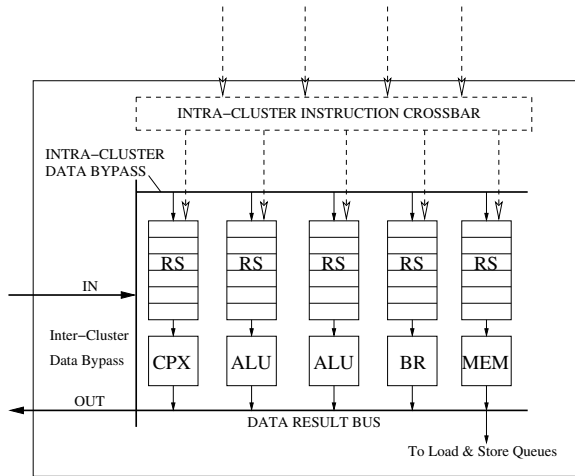 INTRA−CLUSTER INSTRUCTION CROSSBAR
INTRA−CLUSTER
DATA BYPASS
RS RS RS RS RS
IN
Inter−Cluster
Data Bypass
CPX ALU ALU BR MEM
OUT
DATA RESULT BUS
To Load & Store Queues